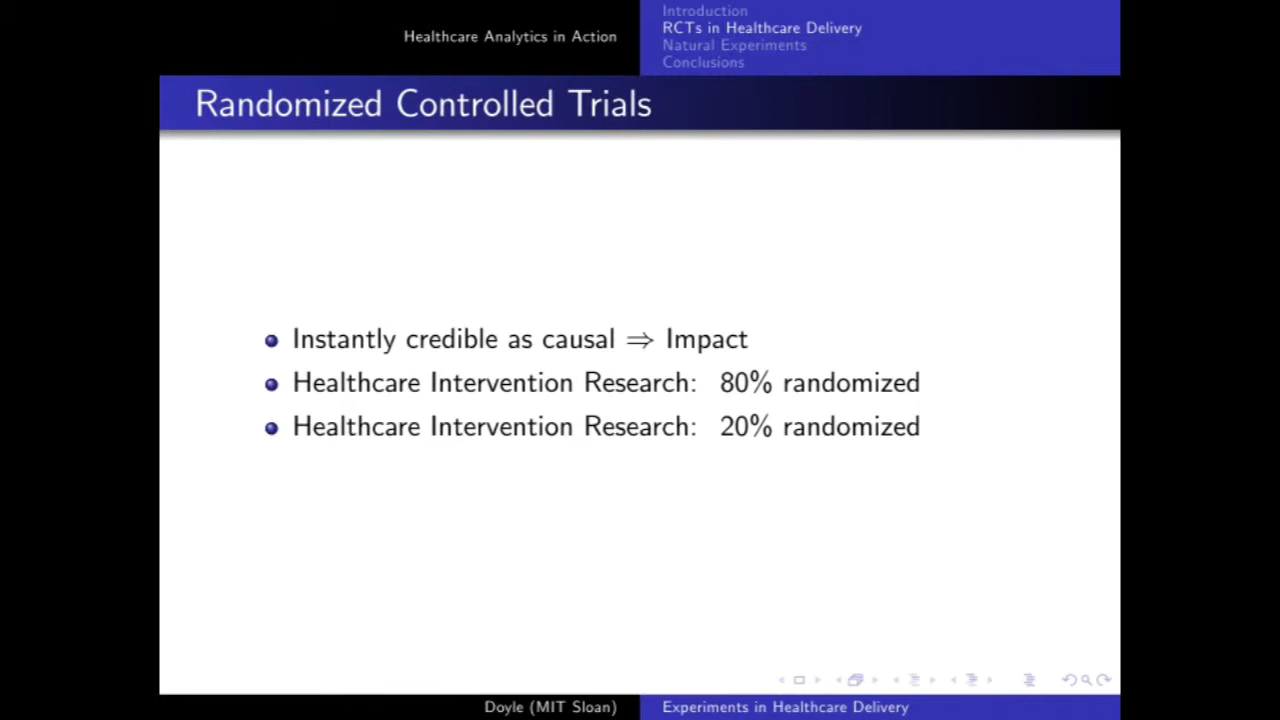 Healthcare Analytics in Action
Introduction
RCTs in Healthcare Delivery
Natural Experiments
Conclusions
Randomized Controlled Trials
Instantly credible as causal ⇒ Impact
Healthcare Intervention Research: 80% randomized
Healthcare Intervention Research: 20% randomized
Doyle (MIT Sloan)
Experiments in Healthcare Delivery